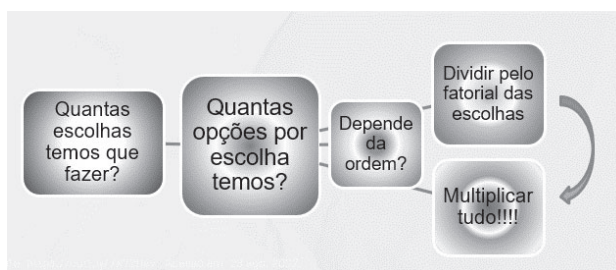 Quantas
escolhas
temos que
fazer?
Quantas
opções por
escolha
temos?
Depende
da
ordem?
Dividir pelo
fatorial das
escolhas
Multiplicar
tudo!!!!